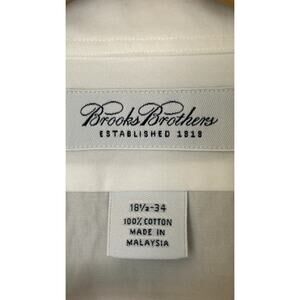 Brooks Brothers
ESTABLISHED 1818
18½-34
100% COTTON
MADE IN
MALAYSIA